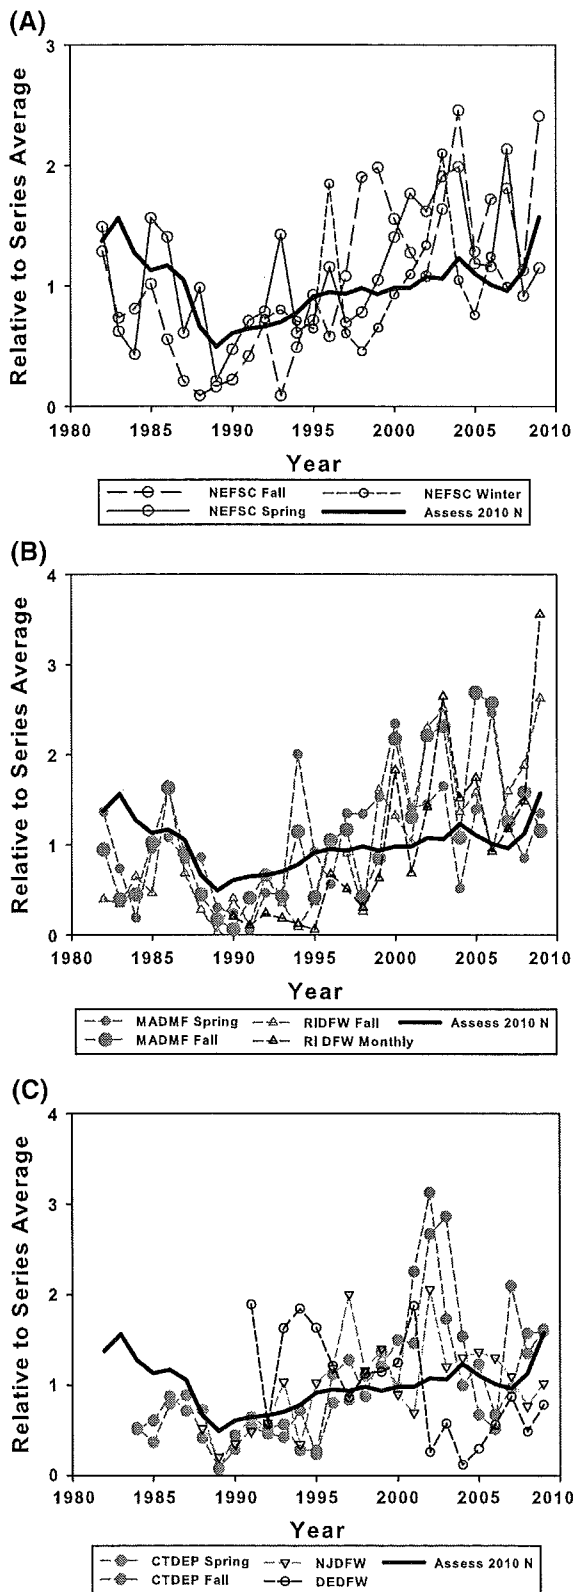 (A)
3
2
1
0
Relative to Series Average
1980 1985 1990 1995 2000 2005 2010
Year
NEFSC Fall NEFSC Winter
NEFSC Spring Assess 2010 N
(B)
4
3
2
1
0
Relative to Series Average
1980 1985 1990 1995 2000 2005 2010
Year
MADMF Spring RIDFW Fall Assess 2010 N
MADMF Fall RI DFW Monthly
(C)
4
3
2
1
0
Relative to Series Average
1980 1985 1990 1995 2000 2005 2010
Year
CTDEP Spring NJDFW Assess 2010 N
CTDEP Fall DEDFW